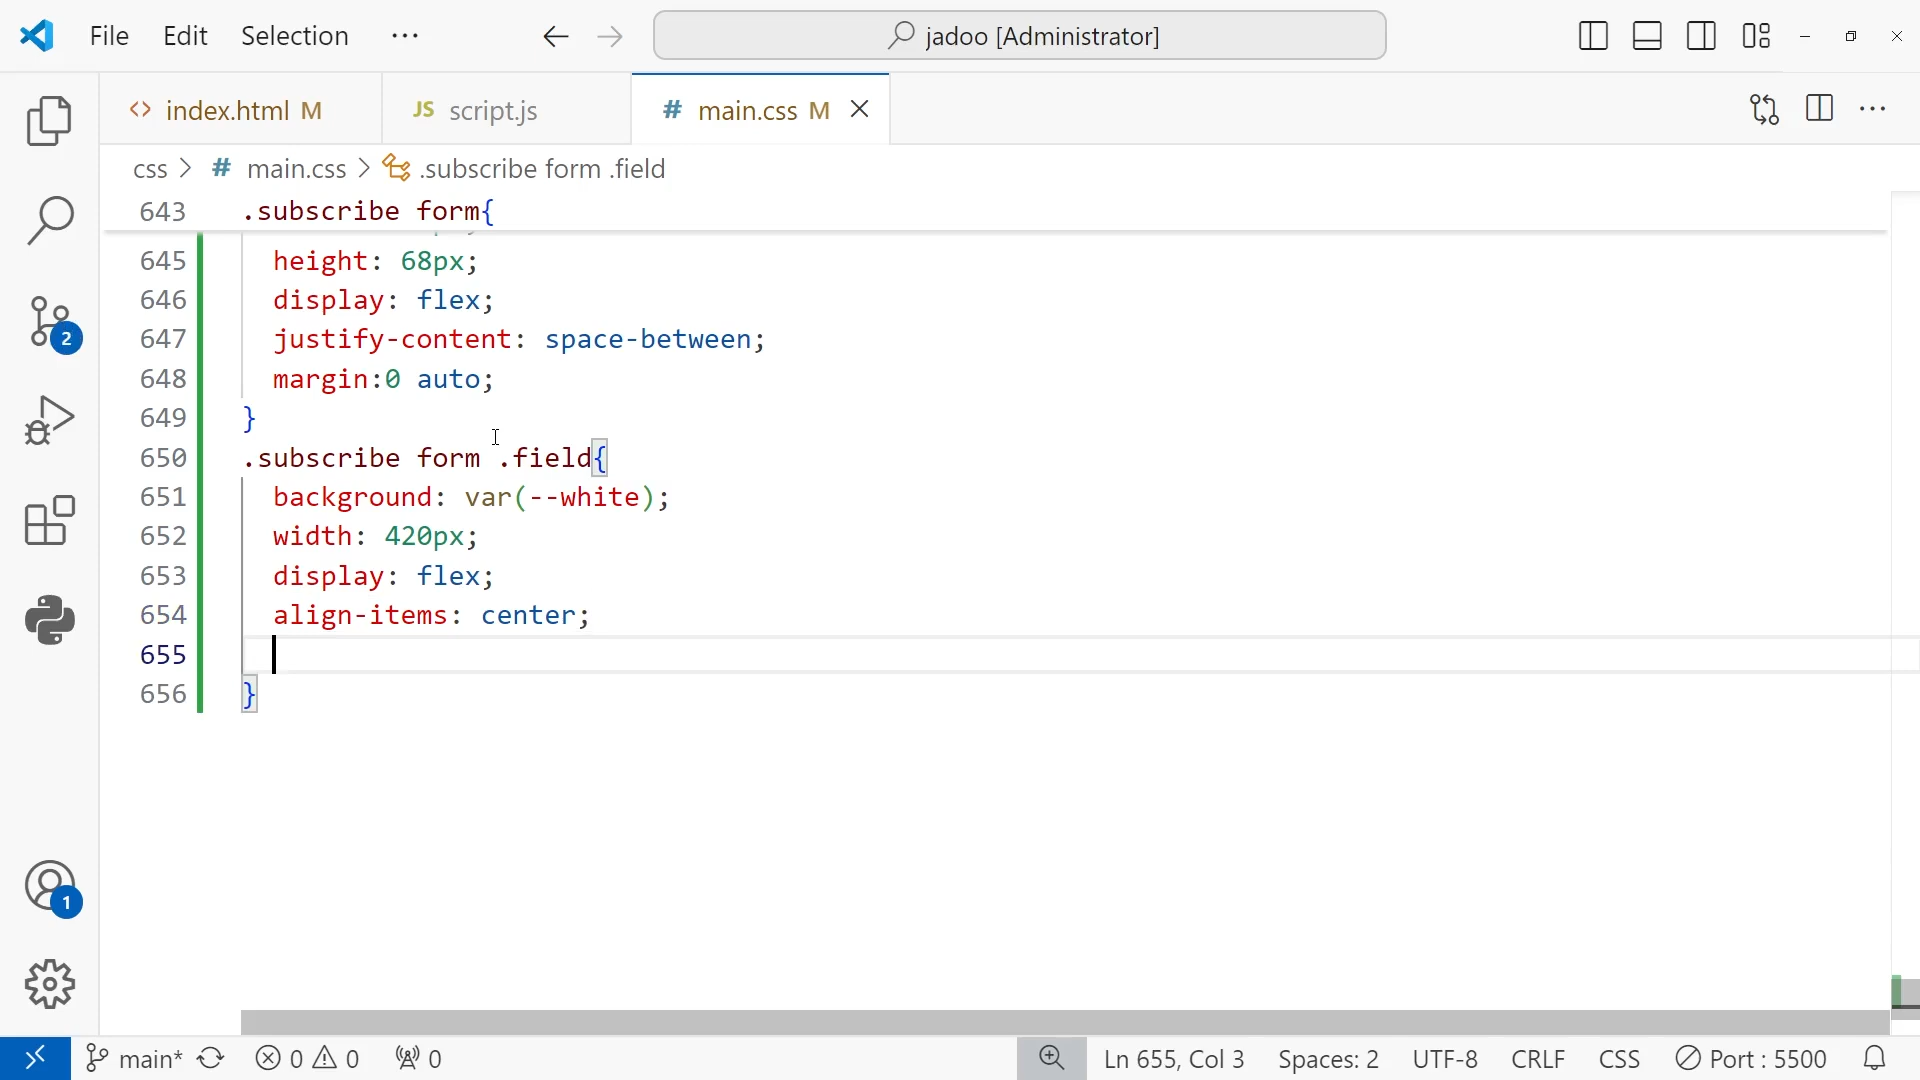 File Edit Selection ··· jadoo [Administrator]
index.html M JS script.js # main.css M
css > # main.css > .subscribe form .field
643 .subscribe form{
645 height: 68px;
646 display: flex;
647 justify-content: space-between;
648 margin:0 auto;
649 }
650 .subscribe form .field{
651 background: var(--white);
652 width: 420px;
653 display: flex;
654 align-items: center;
655
656 }
2
1
main* 0 0 0 Ln 655, Col 3 Spaces: 2 UTF-8 CRLF CSS Port : 5500